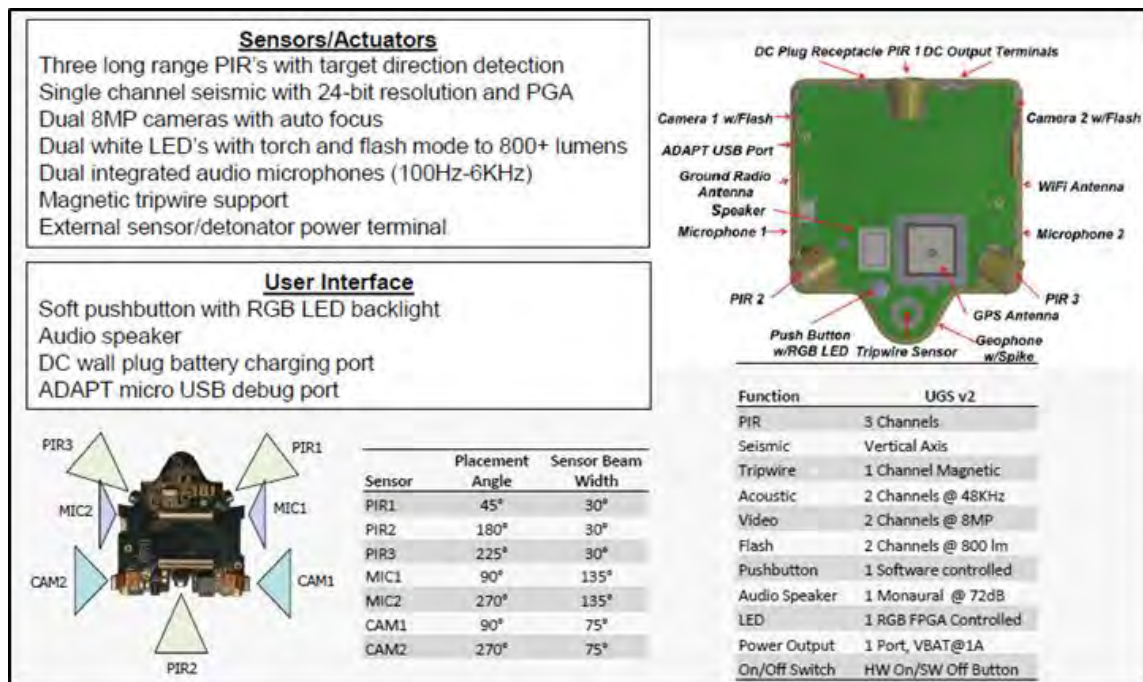 Sensors/Actuators
Three long range PIR's with target direction detection
Single channel seismic with 24-bit resolution and PGA
Dual 8MP cameras with auto focus
Dual white LED's with torch and flash mode to 800+ lumens
Dual integrated audio microphones (100Hz-6KHz)
Magnetic tripwire support
External sensor/detonator power terminal
User Interface
Soft pushbutton with RGB LED backlight
Audio speaker
DC wall plug battery charging port
ADAPT micro USB debug port
DC Plug Receptacle PIR 1 DC Output Terminals
Camera 1 w/Flash
Camera 2 w/Flash
ADAPT USB Port
Ground Radio
Antenna
WiFi Antenna
Speaker
Microphone 1
Microphone 2
PIR 2
PIR 3
GPS Antenna
Push Button
w/RGB LED
Tripwire Sensor
Geophone
w/Spike
PIR3
PIR1
MIC2
MIC1
CAM2
CAM1
PIR2
Sensor Placement Angle Sensor Beam Width
PIR1 45° 30°
PIR2 180° 30°
PIR3 225° 30°
MIC1 90° 135°
MIC2 270° 135°
CAM1 90° 75°
CAM2 270° 75°
Function UGS v2
PIR 3 Channels
Seismic Vertical Axis
Tripwire 1 Channel Magnetic
Acoustic 2 Channels @ 48KHz
Video 2 Channels @ 8MP
Flash 2 Channels @ 800 lm
Pushbutton 1 Software controlled
Audio Speaker 1 Monaural @ 72dB
LED 1 RGB FPGA Controlled
Power Output 1 Port, VBAT@1A
On/Off Switch HW On/SW Off Button